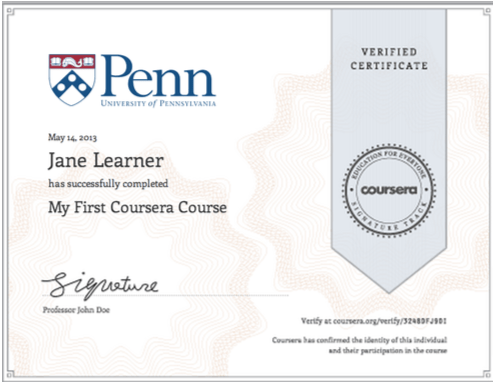 Penn
UNIVERSITY of PENNSYLVANIA
VERIFIED
CERTIFICATE
May 14, 2013
Jane Learner
has successfully completed
My First Coursera Course
EDUCATION FOR EVERYONE
coursera
SIGNATURE TRACK
Signature
Professor John Doe
Verify at coursera.org/verify/
Coursera has confirmed the identity of this individual
and their participation in the course